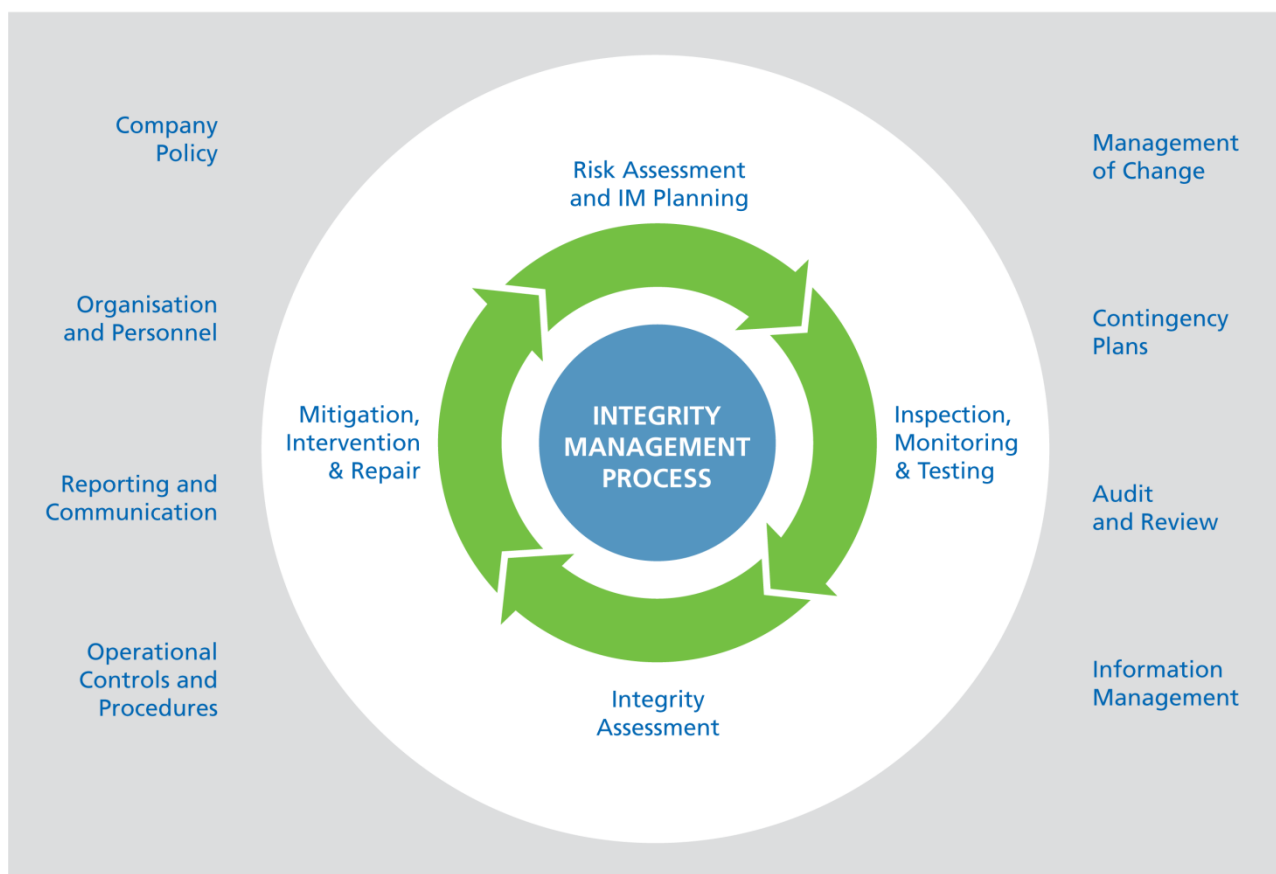 Company
Policy
Organisation
and Personnel
Reporting and
Communication
Operational
Controls and
Procedures
Risk Assessment
and IM Planning
Mitigation,
Intervention
& Repair
INTEGRITY
MANAGEMENT
PROCESS
Inspection,
Monitoring
& Testing
Integrity
Assessment
Management
of Change
Contingency
Plans
Audit
and Review
Information
Management